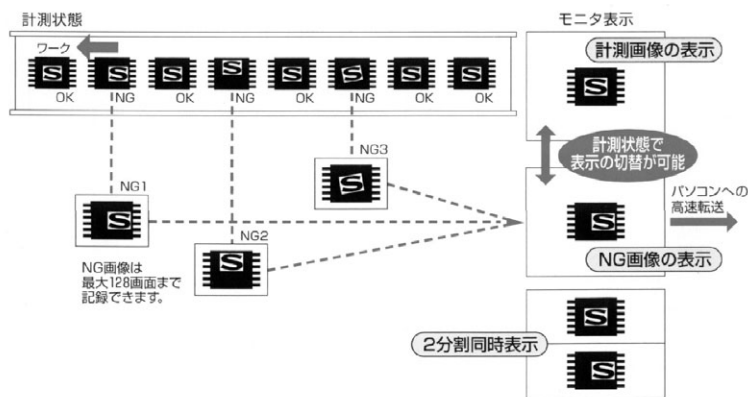 計測状態
モニタ表示
ワーク
計測画像の表示
S S S S S S S S
S
OK NG OK NG OK NG OK OK
計測状態で
表示の切替が可能
NG3
S
パソコンへの
高速転送
NG1
S
S
NG2
S
NG画像は
最大128画面まで
記録できます。
NG画像の表示
S
2分割同時表示
S